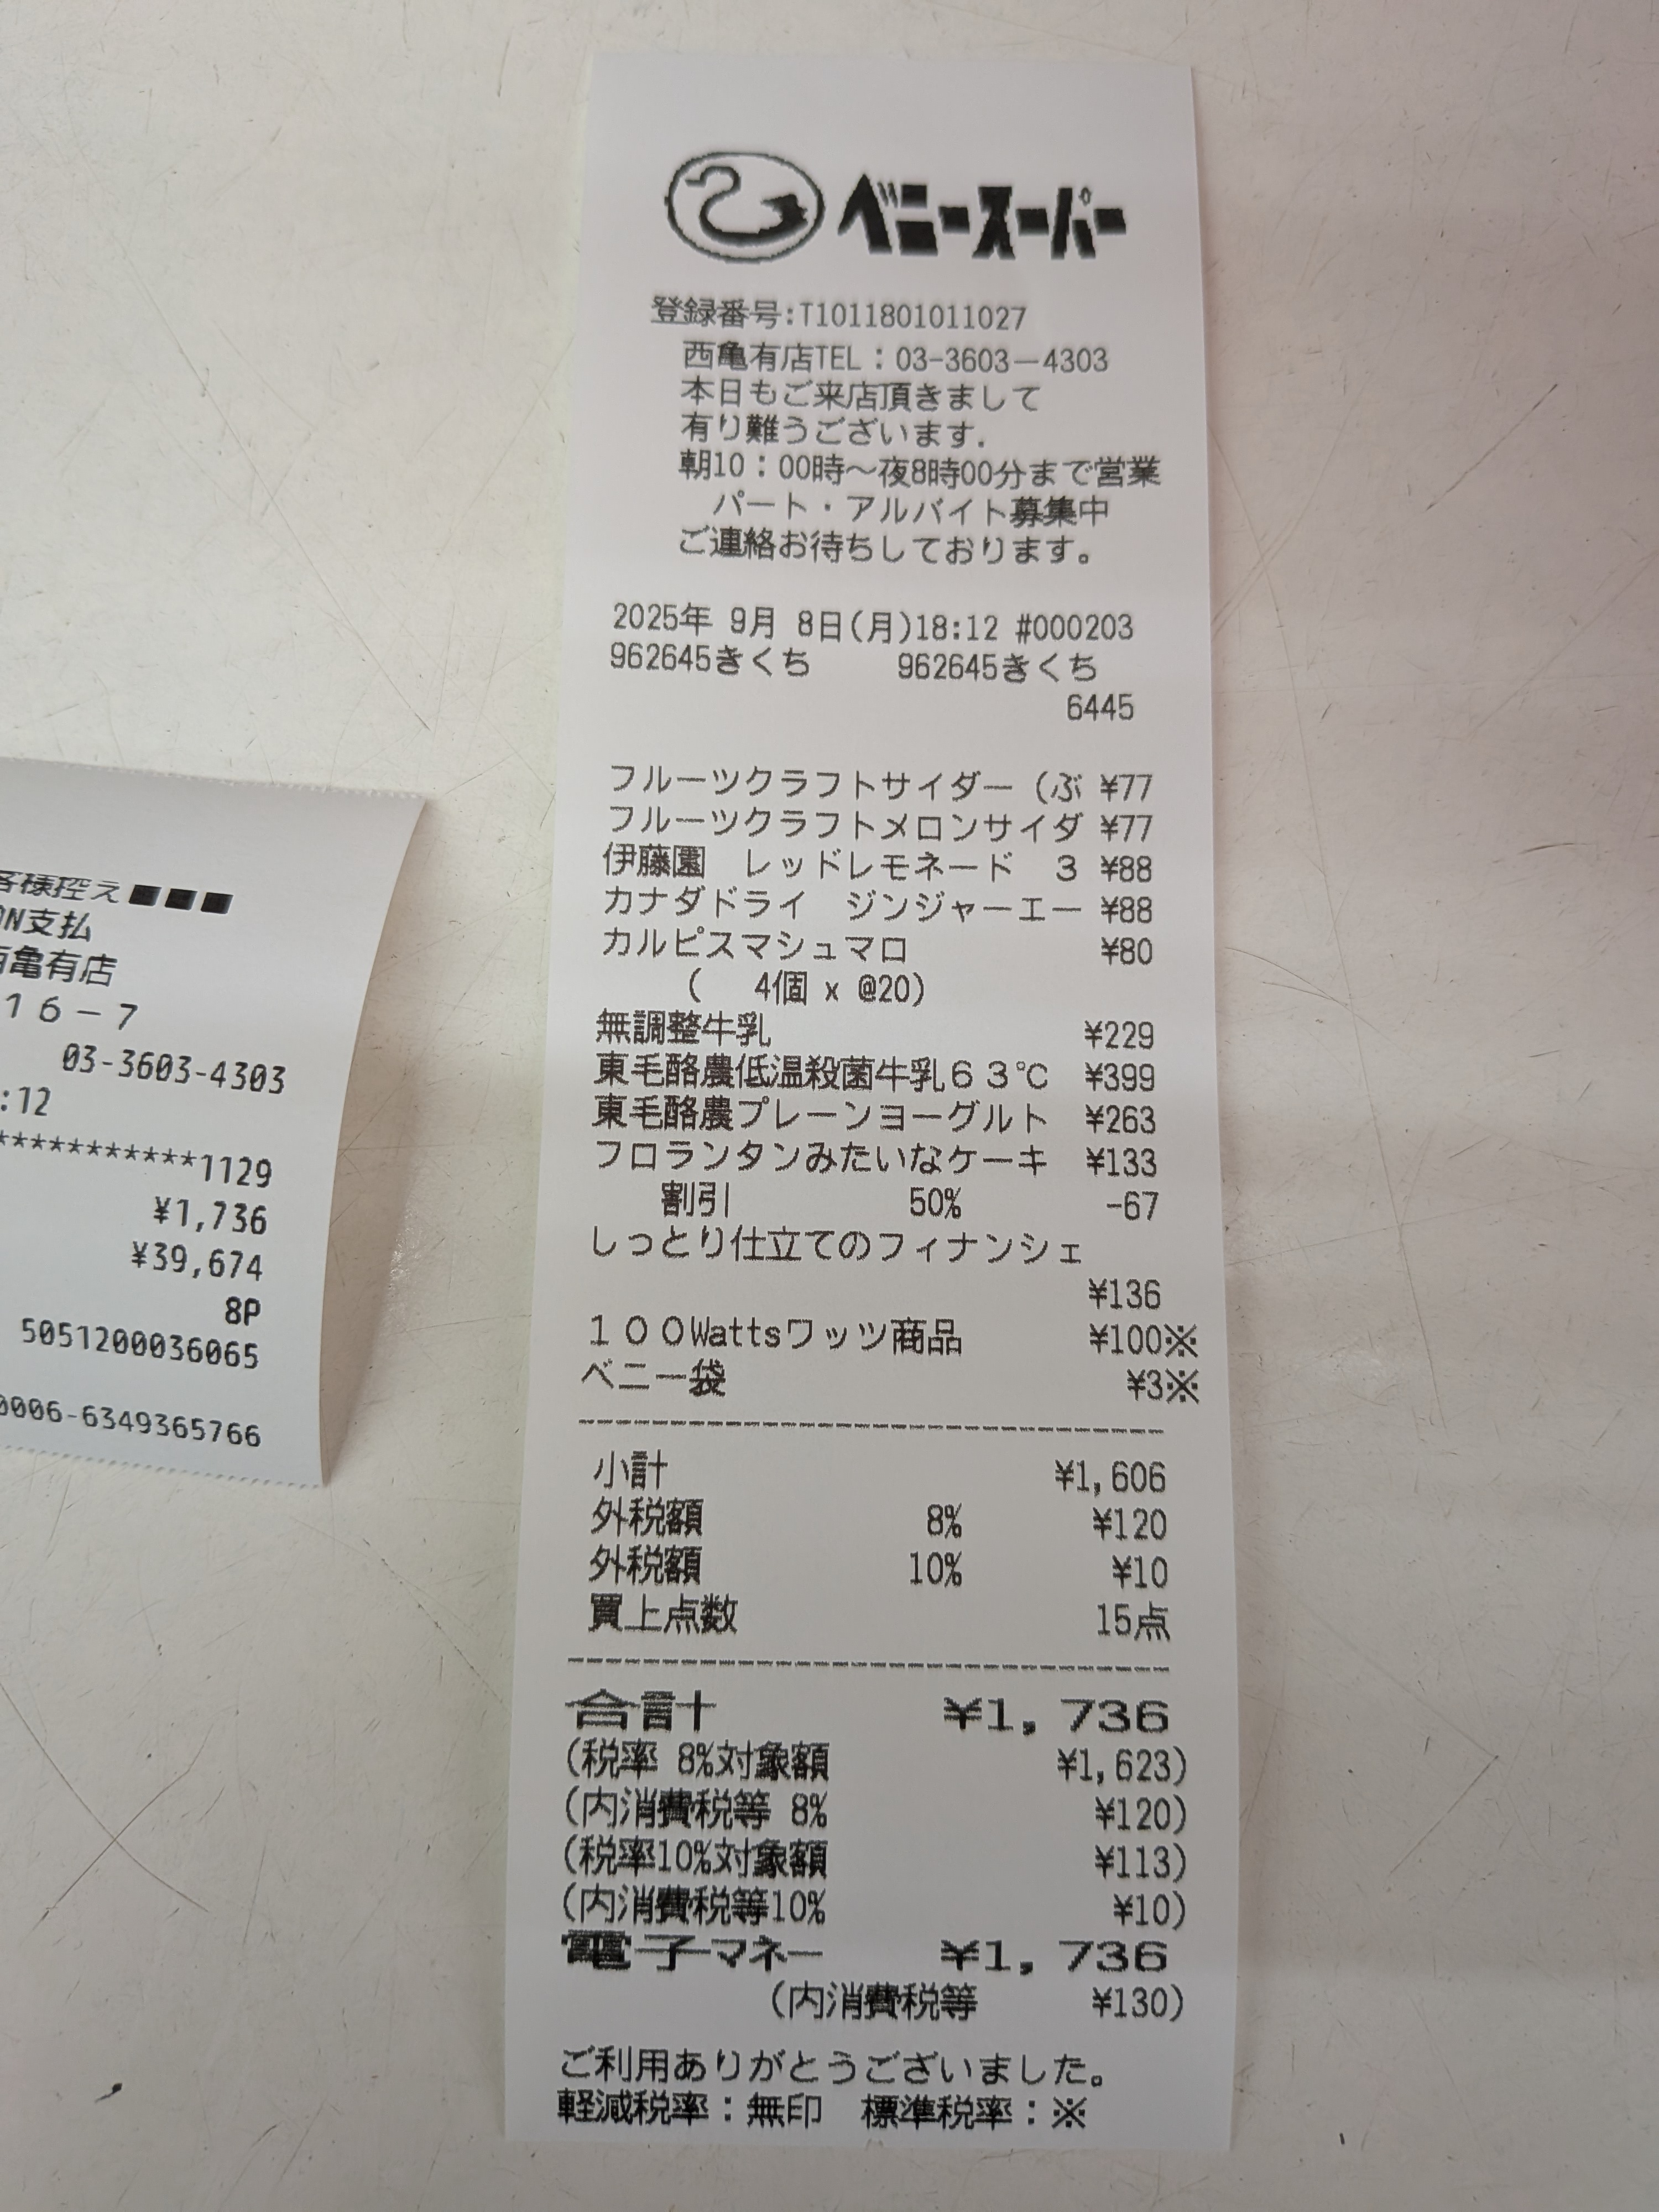 ベニースーパー
登録番号:T1011801011027
西亀有店TEL：03-3603－4303
本日もご来店頂きまして
有り難うございます.
朝10：00時～夜8時00分まで営業
パート・アルバイト募集中
ご連絡お待ちしております。
2025年 9月 8日(月)18:12 #000203
962645きくち 962645きくち
6445
フルーツクラフトサイダー（ぶ ¥77
フルーツクラフトメロンサイダ ¥77
伊藤園　レッドレモネード　３ ¥88
カナダドライ　ジンジャーエー ¥88
カルピスマシュマロ ¥80
( 4個 x @20)
無調整牛乳 ¥229
東毛酪農低温殺菌牛乳６３℃ ¥399
東毛酪農プレーンヨーグルト ¥263
フロランタンみたいなケーキ ¥133
割引 50% -67
しっとり仕立てのフィナンシェ
¥136
１００Wattsワッツ商品 ¥100※
ベニー袋 ¥3※
小計 ¥1,606
外税額 8% ¥120
外税額 10% ¥10
買上点数 15点
合計 ¥1,736
(税率 8%対象額 ¥1,623)
(内消費税等 8% ¥120)
(税率10%対象額 ¥113)
(内消費税等10% ¥10)
電子マネー ¥1,736
(内消費税等 ¥130)
ご利用ありがとうございました。
軽減税率：無印　標準税率：※
客様控え■■■
ON支払
西亀有店
１６－７
03-3603-4303
:12
***********1129
¥1,736
¥39,674
8P
5051200036065
0006-6349365766